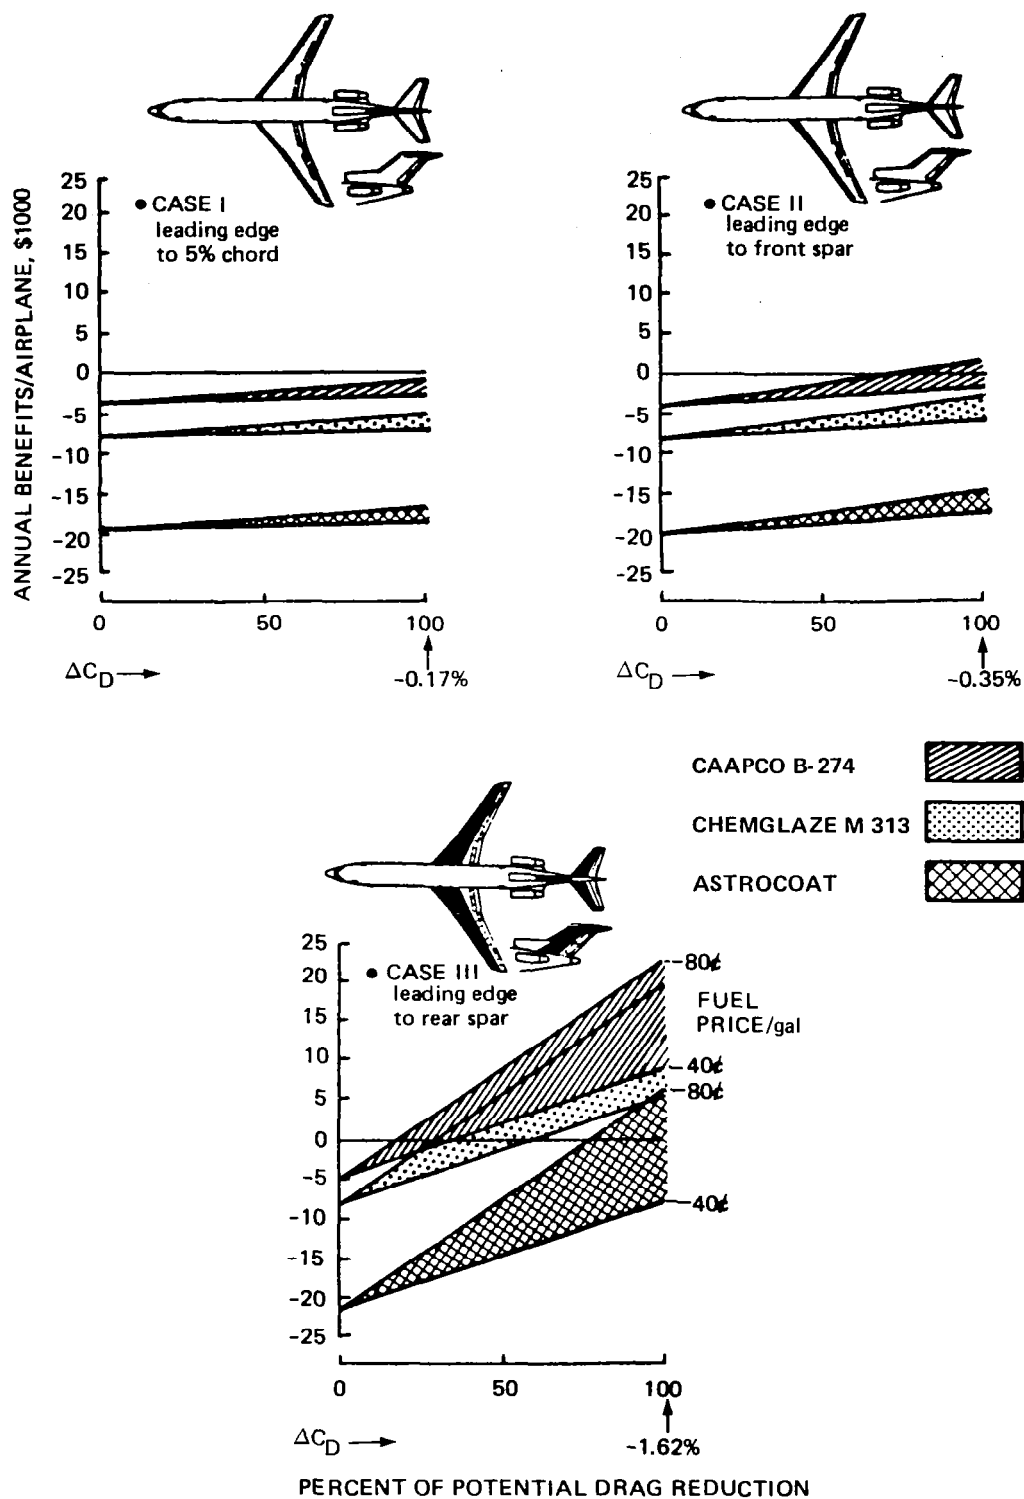 ANNUAL BENEFITS/AIRPLANE, $1000
25
20
15
10
5
0
-5
-10
-15
-20
-25
• CASE I
leading edge
to 5% chord
0 50 100
ΔCD
-0.17%
25
20
15
10
5
0
-5
-10
-15
-20
-25
• CASE II
leading edge
to front spar
0 50 100
ΔCD
-0.35%
CAAPCO B-274
CHEMGLAZE M 313
ASTROCOAT
25
20
15
10
5
0
-5
-10
-15
-20
-25
• CASE III
leading edge
to rear spar
80¢
FUEL
PRICE/gal
40¢
80¢
40¢
0 50 100
ΔCD
-1.62%
PERCENT OF POTENTIAL DRAG REDUCTION